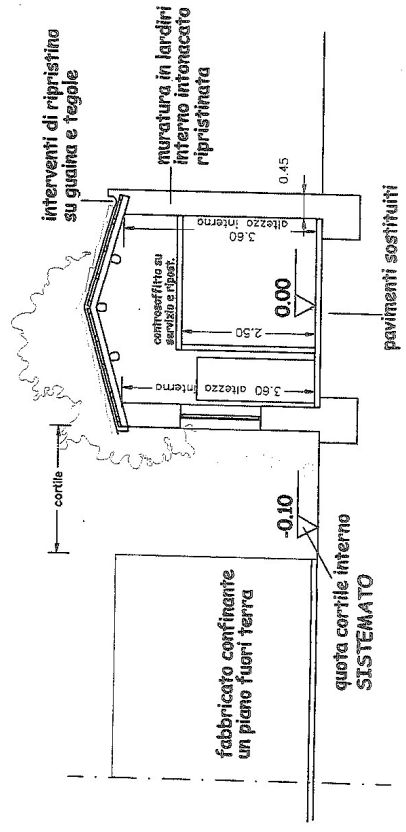 interventi di ripristino
su guaina e tegole
muratura in lardiri
interno intonacato
ripristinata
cortile
controsoffitto su
servizio e ripost.
3.60 altezza interno
3.60 altezza interno
2.50
0.00
0.45
-0.10
fabbricato confinante
un piano fuori terra
quota cortile interno
SISTEMATO
pavimenti sostituiti